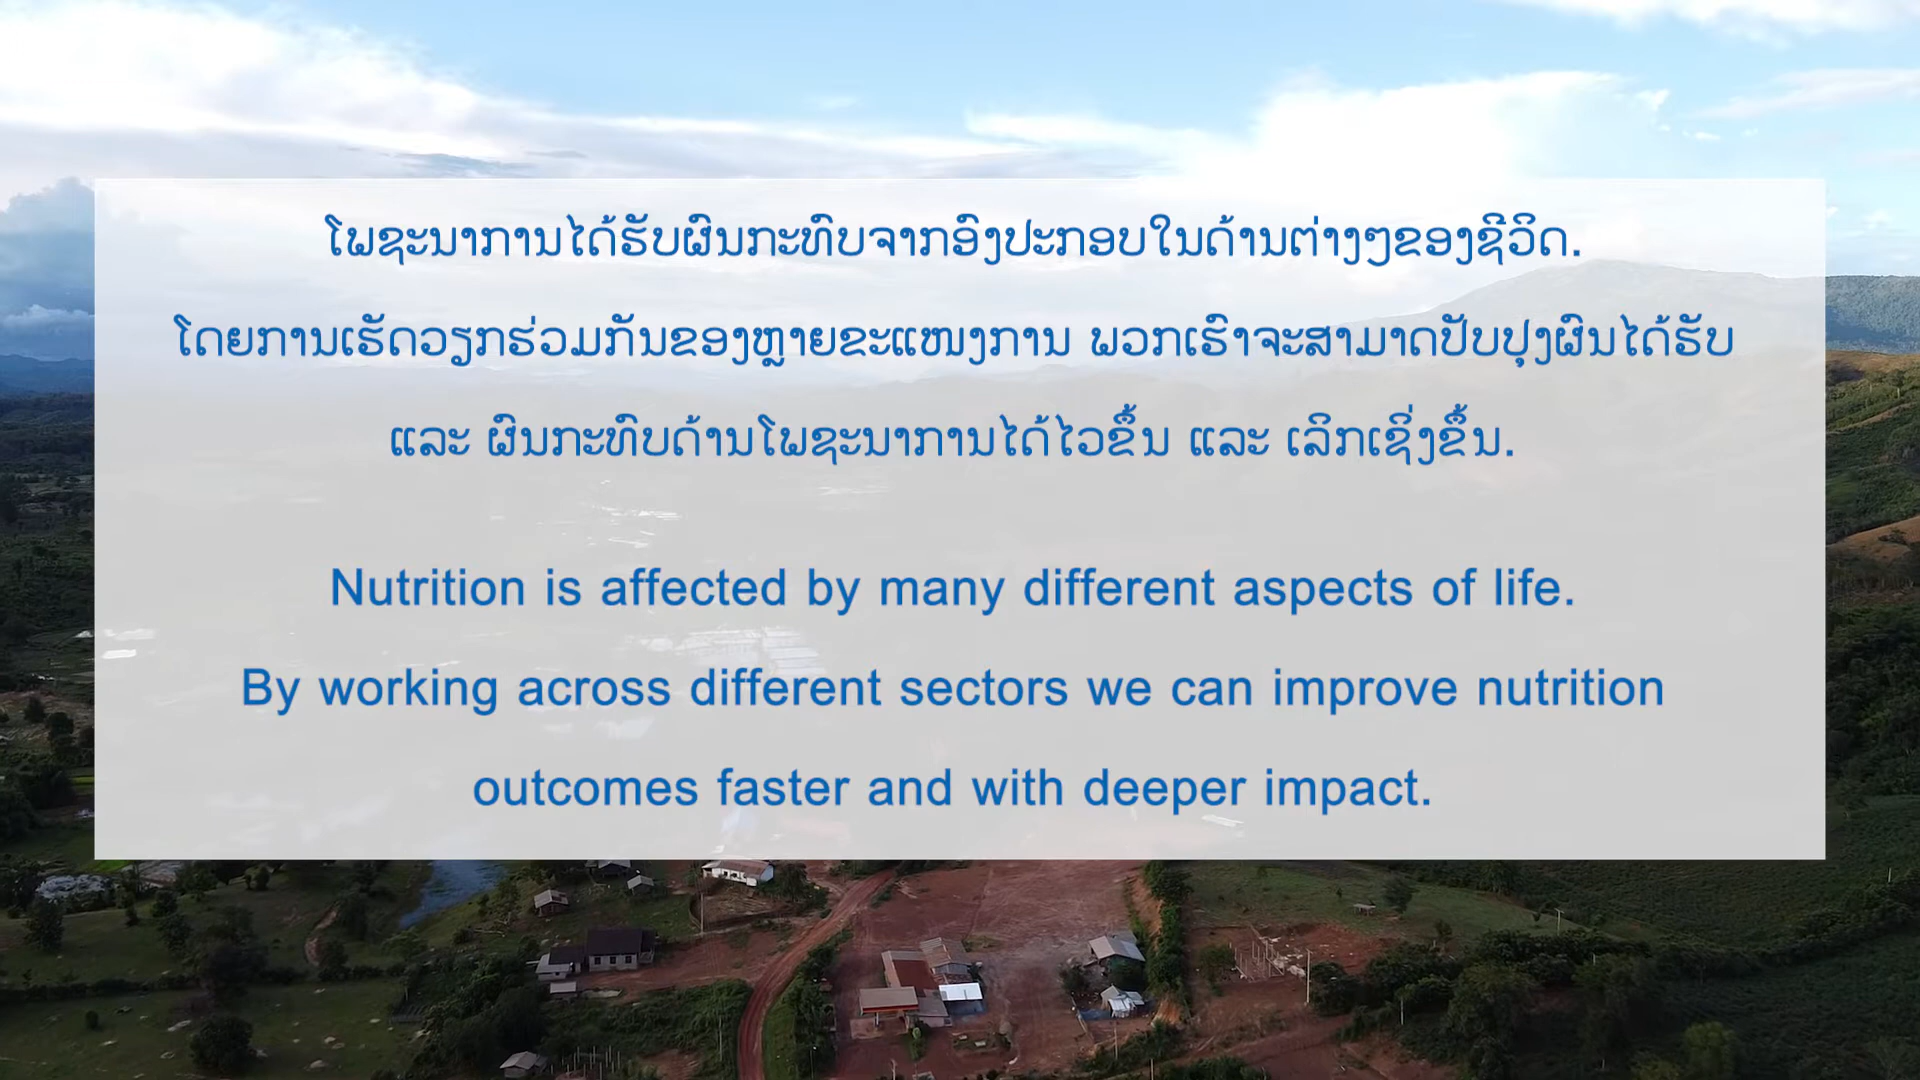 ໂພຊະນາການໄດ້ຮັບຜົນກະທົບຈາກອົງປະກອບໃນດ້ານຕ່າງໆຂອງຊີວິດ.
ໂດຍການເຮັດວຽກຮ່ວມກັນຂອງຫຼາຍຂະແໜງການ ພວກເຮົາຈະສາມາດປັບປຸງຜົນໄດ້ຮັບ
ແລະ ຜົນກະທົບດ້ານໂພຊະນາການໄດ້ໄວຂຶ້ນ ແລະ ເລິກເຊິ່ງຂຶ້ນ.
Nutrition is affected by many different aspects of life.
By working across different sectors we can improve nutrition
outcomes faster and with deeper impact.